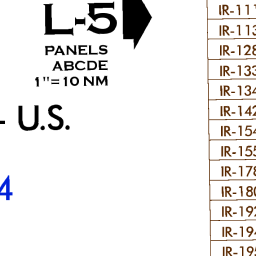 L-5
PANELS
ABCDE
1"=10 NM
- U.S.
4
IR-111
IR-113
IR-128
IR-133
IR-134
IR-142
IR-154
IR-155
IR-178
IR-180
IR-192
IR-194
IR-195